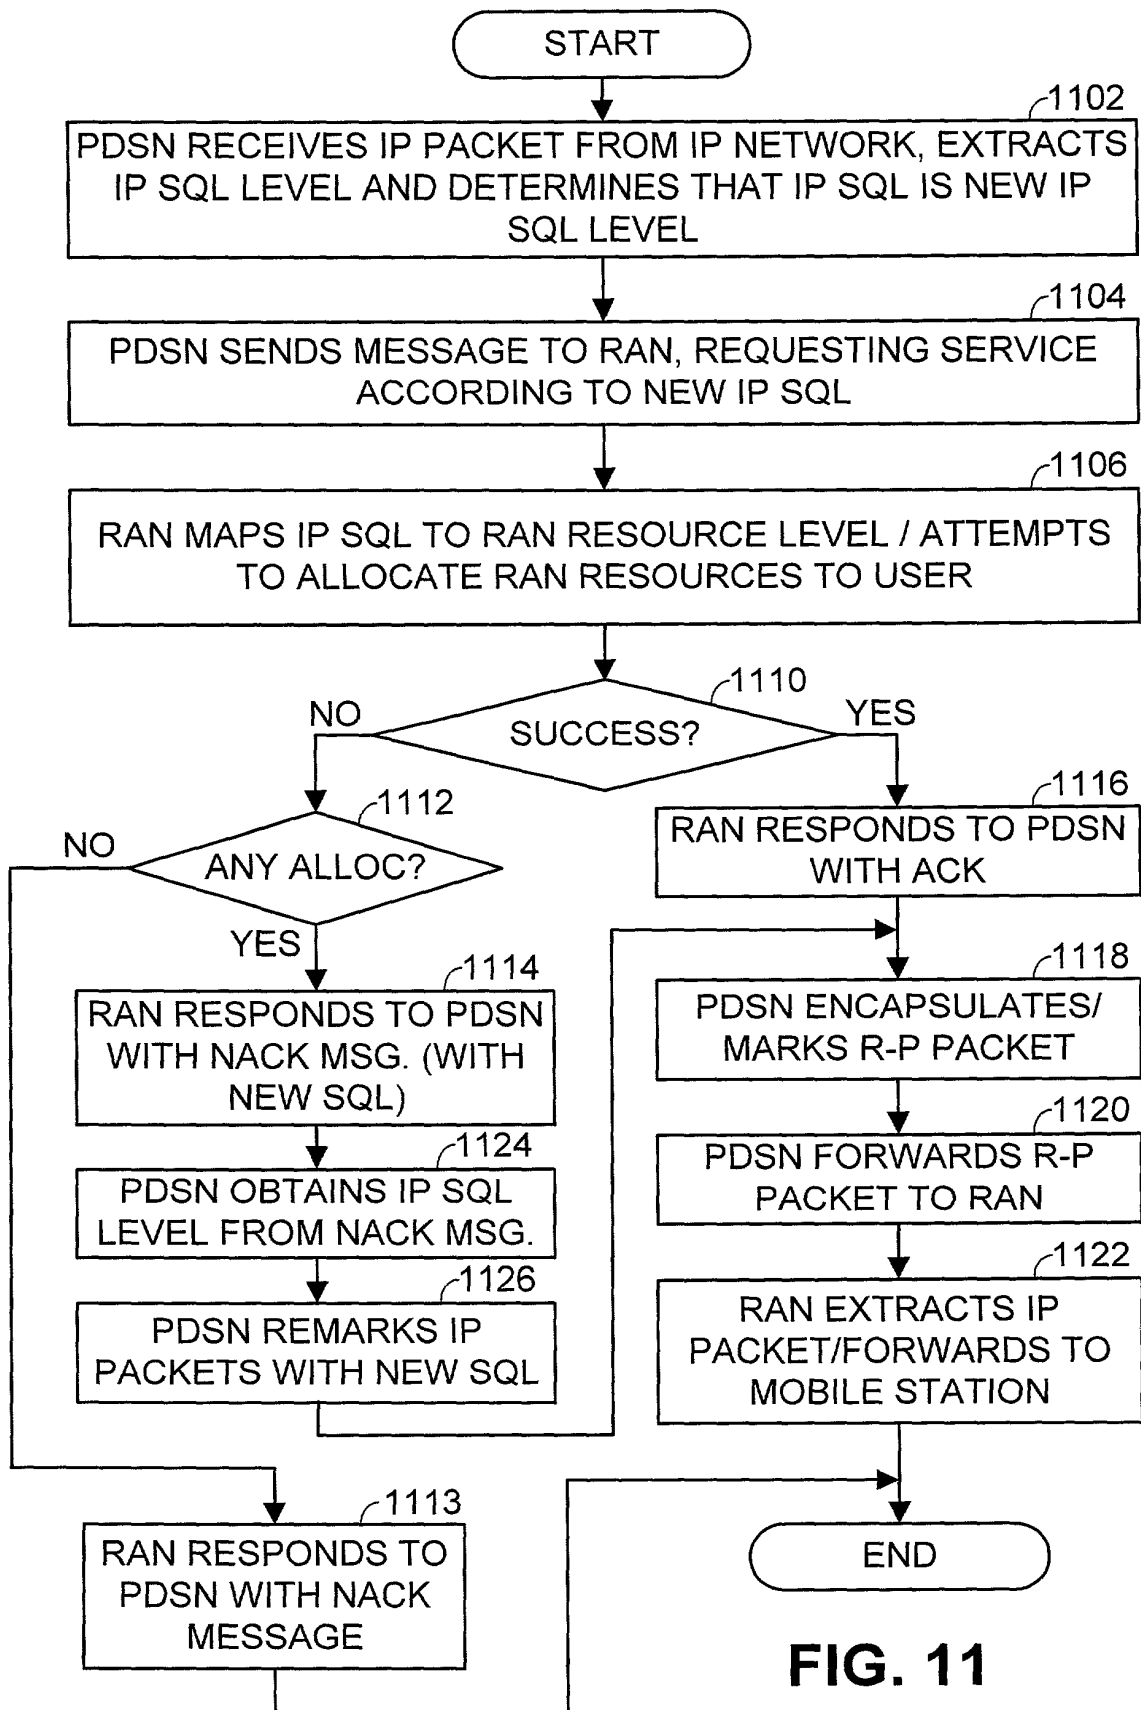 START
1102
PDSN RECEIVES IP PACKET FROM IP NETWORK, EXTRACTS
IP SQL LEVEL AND DETERMINES THAT IP SQL IS NEW IP
SQL LEVEL
1104
PDSN SENDS MESSAGE TO RAN, REQUESTING SERVICE
ACCORDING TO NEW IP SQL
1106
RAN MAPS IP SQL TO RAN RESOURCE LEVEL / ATTEMPTS
TO ALLOCATE RAN RESOURCES TO USER
1110
NO
SUCCESS?
YES
1112
NO
ANY ALLOC?
YES
1114
RAN RESPONDS TO PDSN
WITH NACK MSG. (WITH
NEW SQL)
1124
PDSN OBTAINS IP SQL
LEVEL FROM NACK MSG.
1126
PDSN REMARKS IP
PACKETS WITH NEW SQL
1116
RAN RESPONDS TO PDSN
WITH ACK
1118
PDSN ENCAPSULATES/
MARKS R-P PACKET
1120
PDSN FORWARDS R-P
PACKET TO RAN
1122
RAN EXTRACTS IP
PACKET/FORWARDS TO
MOBILE STATION
1113
RAN RESPONDS TO
PDSN WITH NACK
MESSAGE
END
FIG. 11